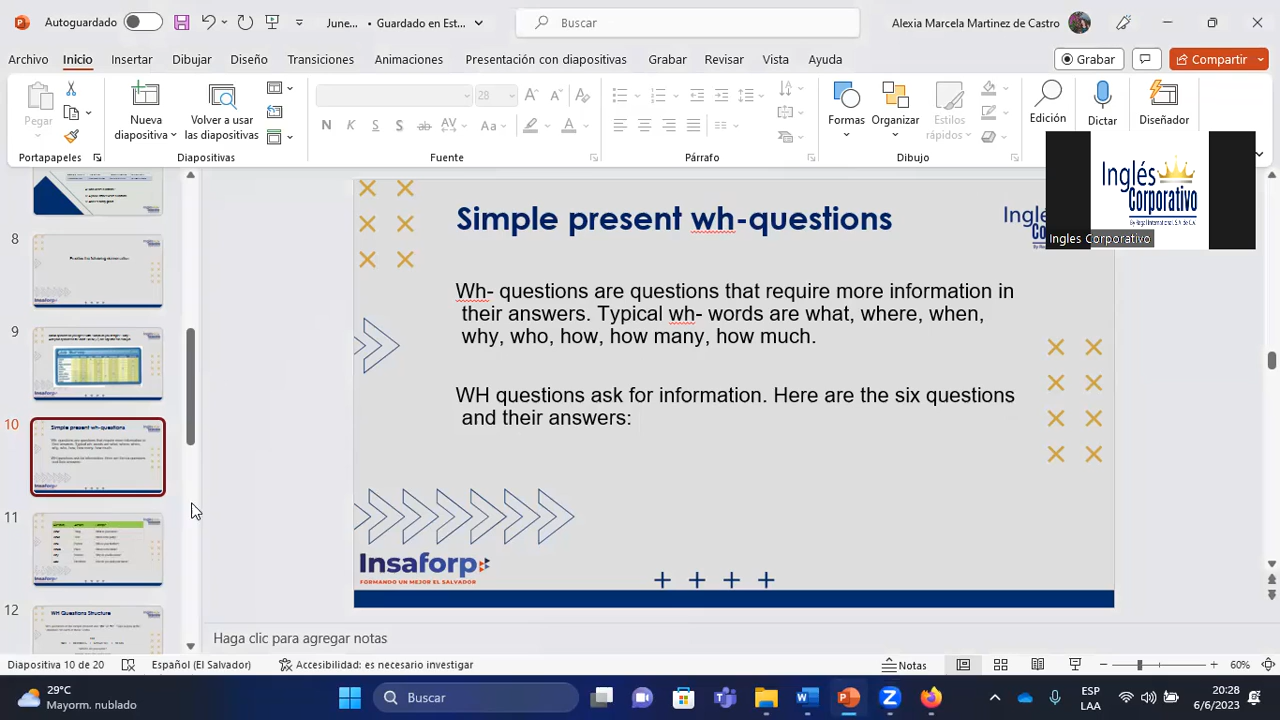 Autoguardado
June... • Guardado en Est...
Buscar
Alexia Marcela Martinez de Castro
Archivo Inicio Insertar Dibujar Diseño Transiciones Animaciones Presentación con diapositivas Grabar Revisar Vista Ayuda
Grabar
Compartir
Pegar
Nueva diapositiva
Volver a usar las diapositivas
28
N K S S ab AV Aa A
Formas
Organizar
Estilos rápidos
Edición
Dictar
Diseñador
Portapapeles
Diapositivas
Fuente
Párrafo
Dibujo
Inglés
Corporativo
Ingles Corporativo
8
9
10
Simple present wh-questions
11
12
WH Questions Structure
Simple present wh-questions
Wh- questions are questions that require more information in
their answers. Typical wh- words are what, where, when,
why, who, how, how many, how much.
WH questions ask for information. Here are the six questions
and their answers:
Insaforp
FORMANDO UN MEJOR EL SALVADOR
Haga clic para agregar notas
Diapositiva 10 de 20
Español (El Salvador)
Accesibilidad: es necesario investigar
Notas
60%
29°C
Mayorm. nublado
Buscar
ESP
LAA
20:28
6/6/2023